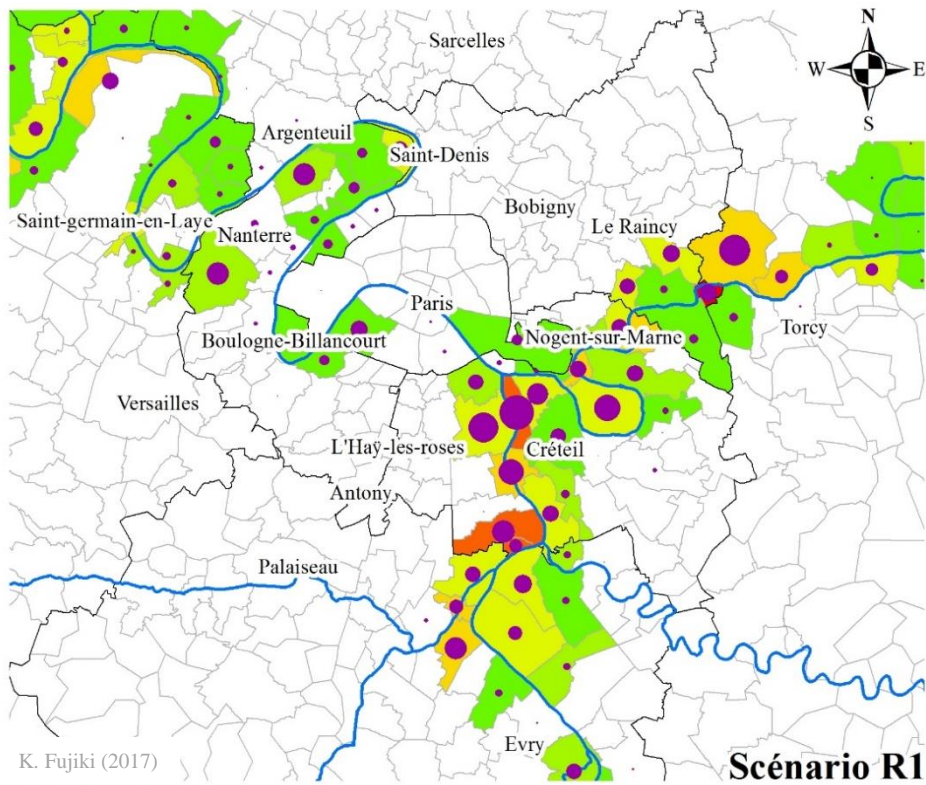 Sarcelles
N
W
E
S
Argenteuil
Saint-Denis
Bobigny
Le Raincy
Saint-germain-en-Laye
Nanterre
Paris
Torcy
Boulogne-Billancourt
Nogent-sur-Marne
Versailles
L'Haÿ-les-roses
Créteil
Antony
Palaiseau
Evry
K. Fujiki (2017)
Scénario R1